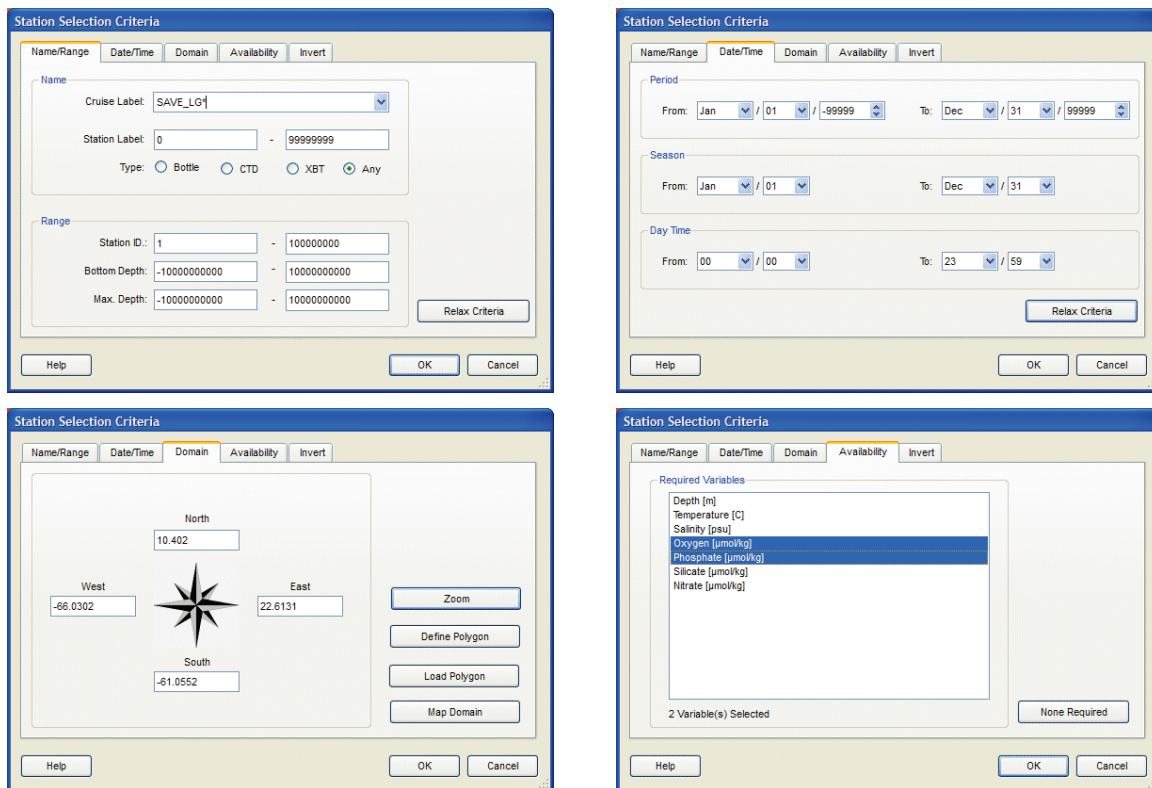 Station Selection Criteria
Name/Range Date/Time Domain Availability Invert
Name
Cruise Label: SAVE_LG*
Station Label: 0 - 99999999
Type: Bottle CTD XBT Any
Range
Station ID.: 1 - 100000000
Bottom Depth: -10000000000 - 10000000000
Max. Depth: -10000000000 - 10000000000
Relax Criteria
Help OK Cancel
Station Selection Criteria
Name/Range Date/Time Domain Availability Invert
Period
From: Jan / 01 / -99999 To: Dec / 31 / 99999
Season
From: Jan / 01 To: Dec / 31
Day Time
From: 00 / 00 To: 23 / 59
Relax Criteria
Help OK Cancel
Station Selection Criteria
Name/Range Date/Time Domain Availability Invert
North
10.402
West East
-66.0302 22.6131
South
-61.0552
Zoom
Define Polygon
Load Polygon
Map Domain
Help OK Cancel
Station Selection Criteria
Name/Range Date/Time Domain Availability Invert
Required Variables
Depth [m]
Temperature [C]
Salinity [psu]
Oxygen [µmol/kg]
Phosphate [µmol/kg]
Silicate [µmol/kg]
Nitrate [µmol/kg]
2 Variable(s) Selected None Required
Help OK Cancel